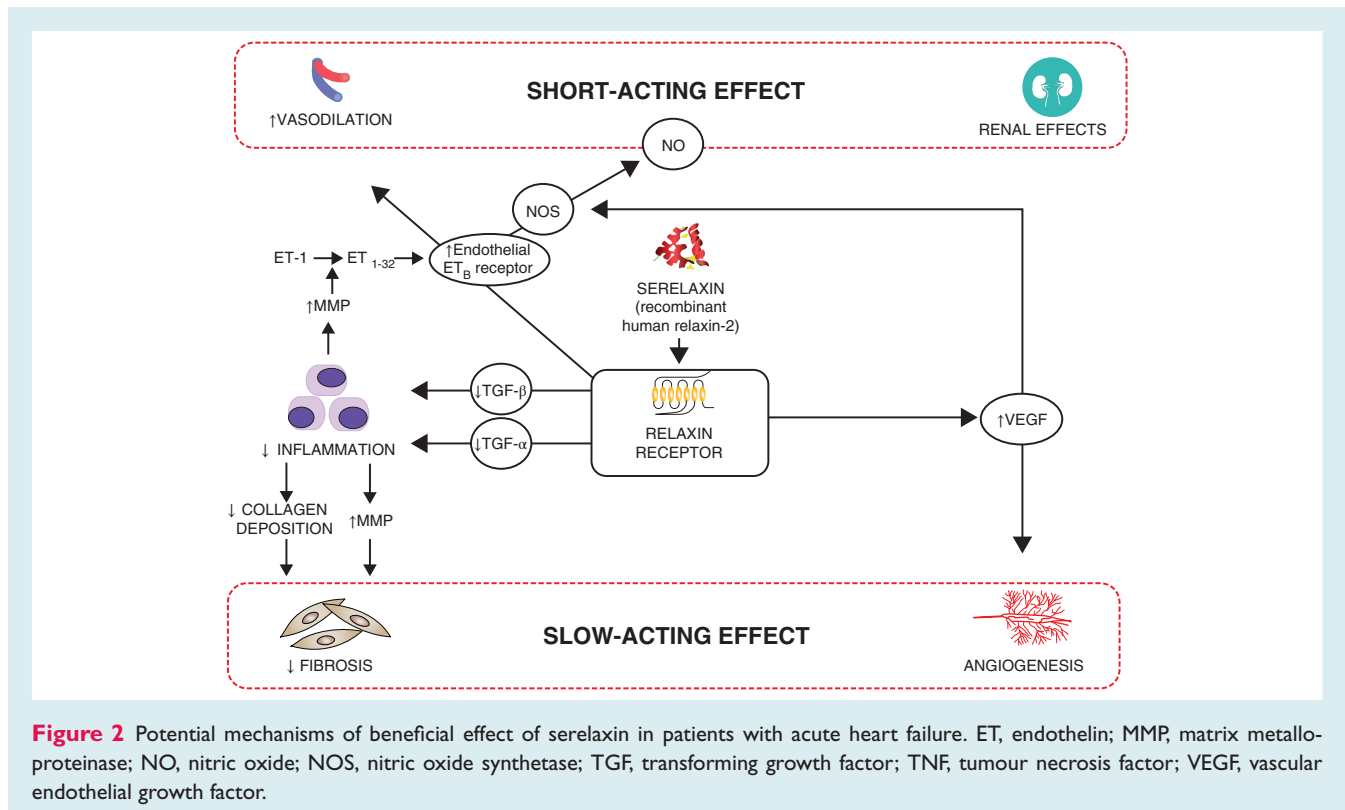 SHORT-ACTING EFFECT
↑VASODILATION
RENAL EFFECTS
NO
NOS
↑Endothelial
ET_B receptor
ET-1
ET 1-32
↑MMP
SERELAXIN
(recombinant
human relaxin-2)
↓TGF-β
↓TGF-α
RELAXIN
RECEPTOR
↑VEGF
↓ INFLAMMATION
↓ COLLAGEN
DEPOSITION
↑MMP
SLOW-ACTING EFFECT
↓ FIBROSIS
ANGIOGENESIS
Figure 2 Potential mechanisms of beneficial effect of serelaxin in patients with acute heart failure. ET, endothelin; MMP, matrix metallo-
proteinase; NO, nitric oxide; NOS, nitric oxide synthetase; TGF, transforming growth factor; TNF, tumour necrosis factor; VEGF, vascular
endothelial growth factor.